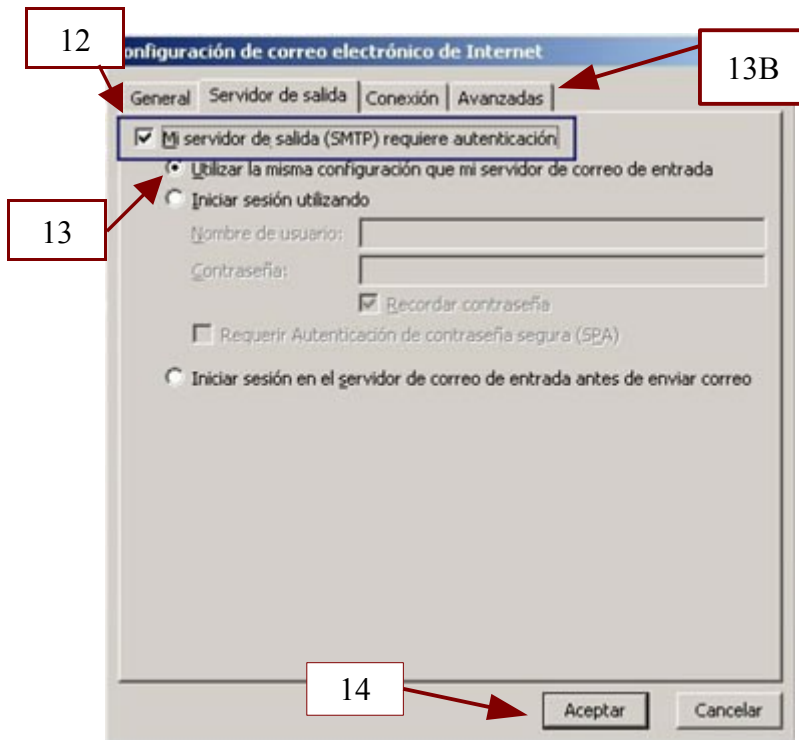 12
onfiguración de correo electrónico de Internet
13B
General Servidor de salida Conexión Avanzadas
Mi servidor de salida (SMTP) requiere autenticación
Utilizar la misma configuración que mi servidor de correo de entrada
13
Iniciar sesión utilizando
Nombre de usuario:
Contraseña:
Recordar contraseña
Requerir Autenticación de contraseña segura (SPA)
Iniciar sesión en el servidor de correo de entrada antes de enviar correo
14
Aceptar Cancelar